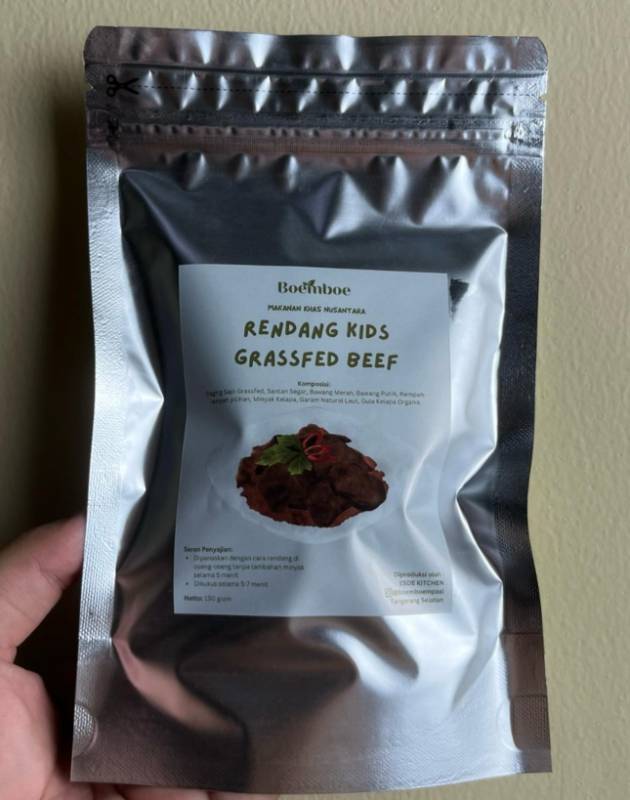 Boemboe
MAKANAN KHAS NUSANTARA
RENDANG KIDS
GRASSFED BEEF
Komposisi:
Daging Sapi Grassfed, Santan Segar, Bawang Merah, Bawang Putih, Rempah
rempah pilihan, Minyak Kelapa, Garam Natural Laut, Gula Kelapa Organik
Saran Penyajian:
• Dipanaskan dengan cara rendang di
oseng-oseng tanpa tambahan minyak
selama 5 menit
• Dikukus selama 5-7 menit
Netto: 150 gram
Diproduksi oleh :
KITCHEN
Tangerang Selatan